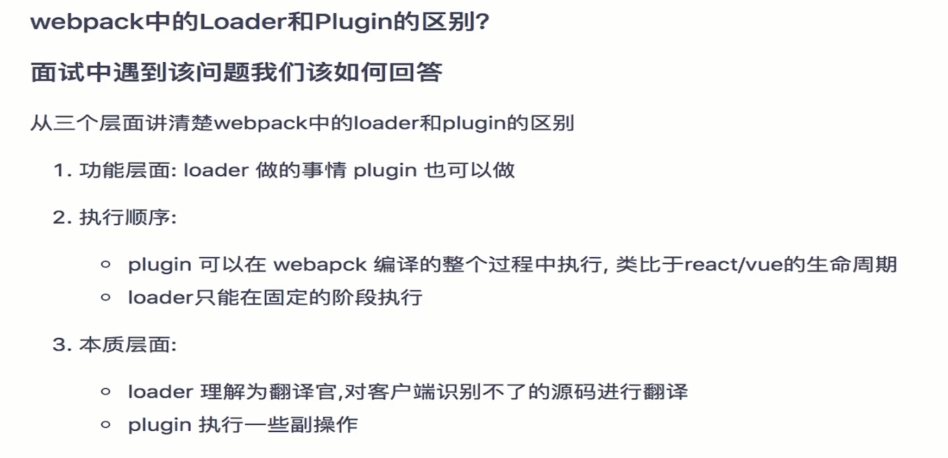 webpack中的Loader和Plugin的区别?
面试中遇到该问题我们该如何回答
从三个层面讲清楚webpack中的loader和plugin的区别
1. 功能层面: loader 做的事情 plugin 也可以做
2. 执行顺序:
○ plugin 可以在 webapck 编译的整个过程中执行, 类比于react/vue的生命周期
○ loader只能在固定的阶段执行
3. 本质层面:
○ loader 理解为翻译官,对客户端识别不了的源码进行翻译
○ plugin 执行一些副操作